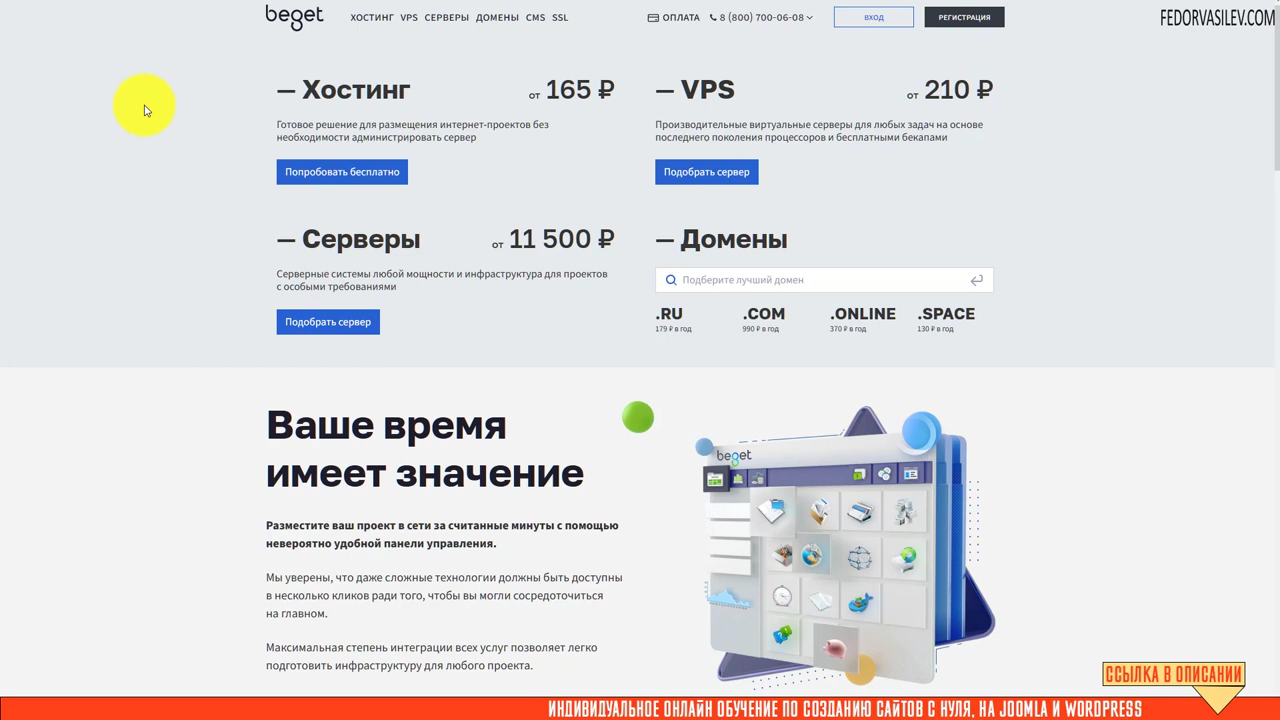 beget
ХОСТИНГ VPS СЕРВЕРЫ ДОМЕНЫ CMS SSL
ОПЛАТА
8 (800) 700-06-08
ВХОД
РЕГИСТРАЦИЯ
FEDORVASILEV.COM
— Хостинг
от 165 ₽
Готовое решение для размещения интернет-проектов без
необходимости администрировать сервер
Попробовать бесплатно
— VPS
от 210 ₽
Производительные виртуальные серверы для любых задач на основе
последнего поколения процессоров и бесплатными бекапами
Подобрать сервер
— Серверы
от 11 500 ₽
Серверные системы любой мощности и инфраструктура для проектов
с особыми требованиями
Подобрать сервер
— Домены
Подберите лучший домен
.RU .COM .ONLINE .SPACE
179 ₽ в год 990 ₽ в год 370 ₽ в год 130 ₽ в год
Ваше время
имеет значение
Разместите ваш проект в сети за считанные минуты с помощью
невероятно удобной панели управления.
Мы уверены, что даже сложные технологии должны быть доступны
в несколько кликов ради того, чтобы вы могли сосредоточиться
на главном.
Максимальная степень интеграции всех услуг позволяет легко
подготовить инфраструктуру для любого проекта.
beget
ССЫЛКА В ОПИСАНИИ
ИНДИВИДУАЛЬНОЕ ОНЛАЙН ОБУЧЕНИЕ ПО СОЗДАНИЮ САЙТОВ С НУЛЯ, НА JOOMLA И WORDPRESS